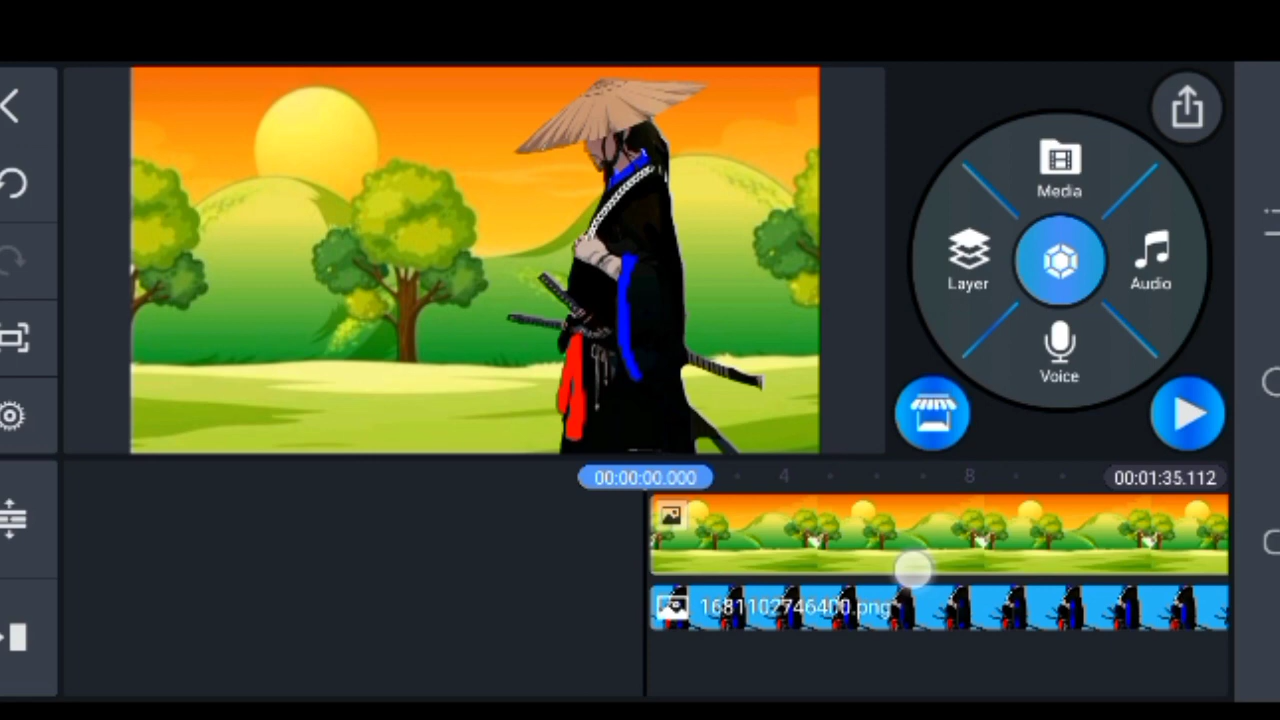 Media
Layer
Audio
Voice
00:00:00.000
4
8
00:01:35.112
1681102746400.png